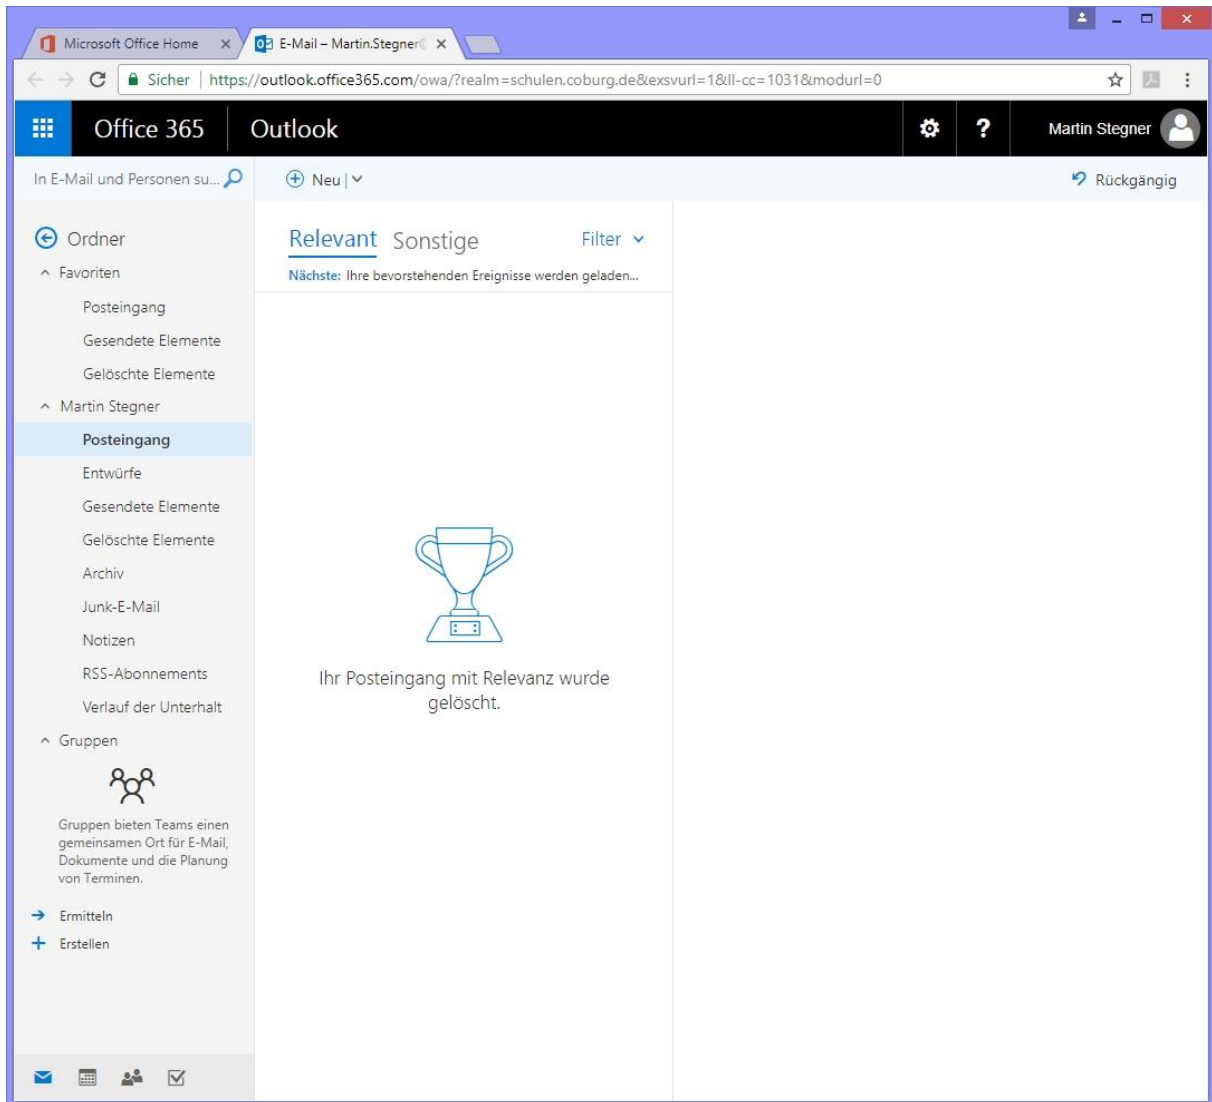 Microsoft Office Home
E-Mail – Martin.Stegner
Sicher | https://outlook.office365.com/owa/?realm=schulen.coburg.de&exsvurl=1&ll-cc=1031&modurl=0
Office 365
Outlook
?
Martin Stegner
In E-Mail und Personen su...
Neu
Rückgängig
Ordner
Favoriten
Posteingang
Gesendete Elemente
Gelöschte Elemente
Martin Stegner
Posteingang
Entwürfe
Gesendete Elemente
Gelöschte Elemente
Archiv
Junk-E-Mail
Notizen
RSS-Abonnements
Verlauf der Unterhalt
Gruppen
Gruppen bieten Teams einen
gemeinsamen Ort für E-Mail,
Dokumente und die Planung
von Terminen.
Ermitteln
Erstellen
Relevant Sonstige Filter
Nächste: Ihre bevorstehenden Ereignisse werden geladen...
Ihr Posteingang mit Relevanz wurde
gelöscht.